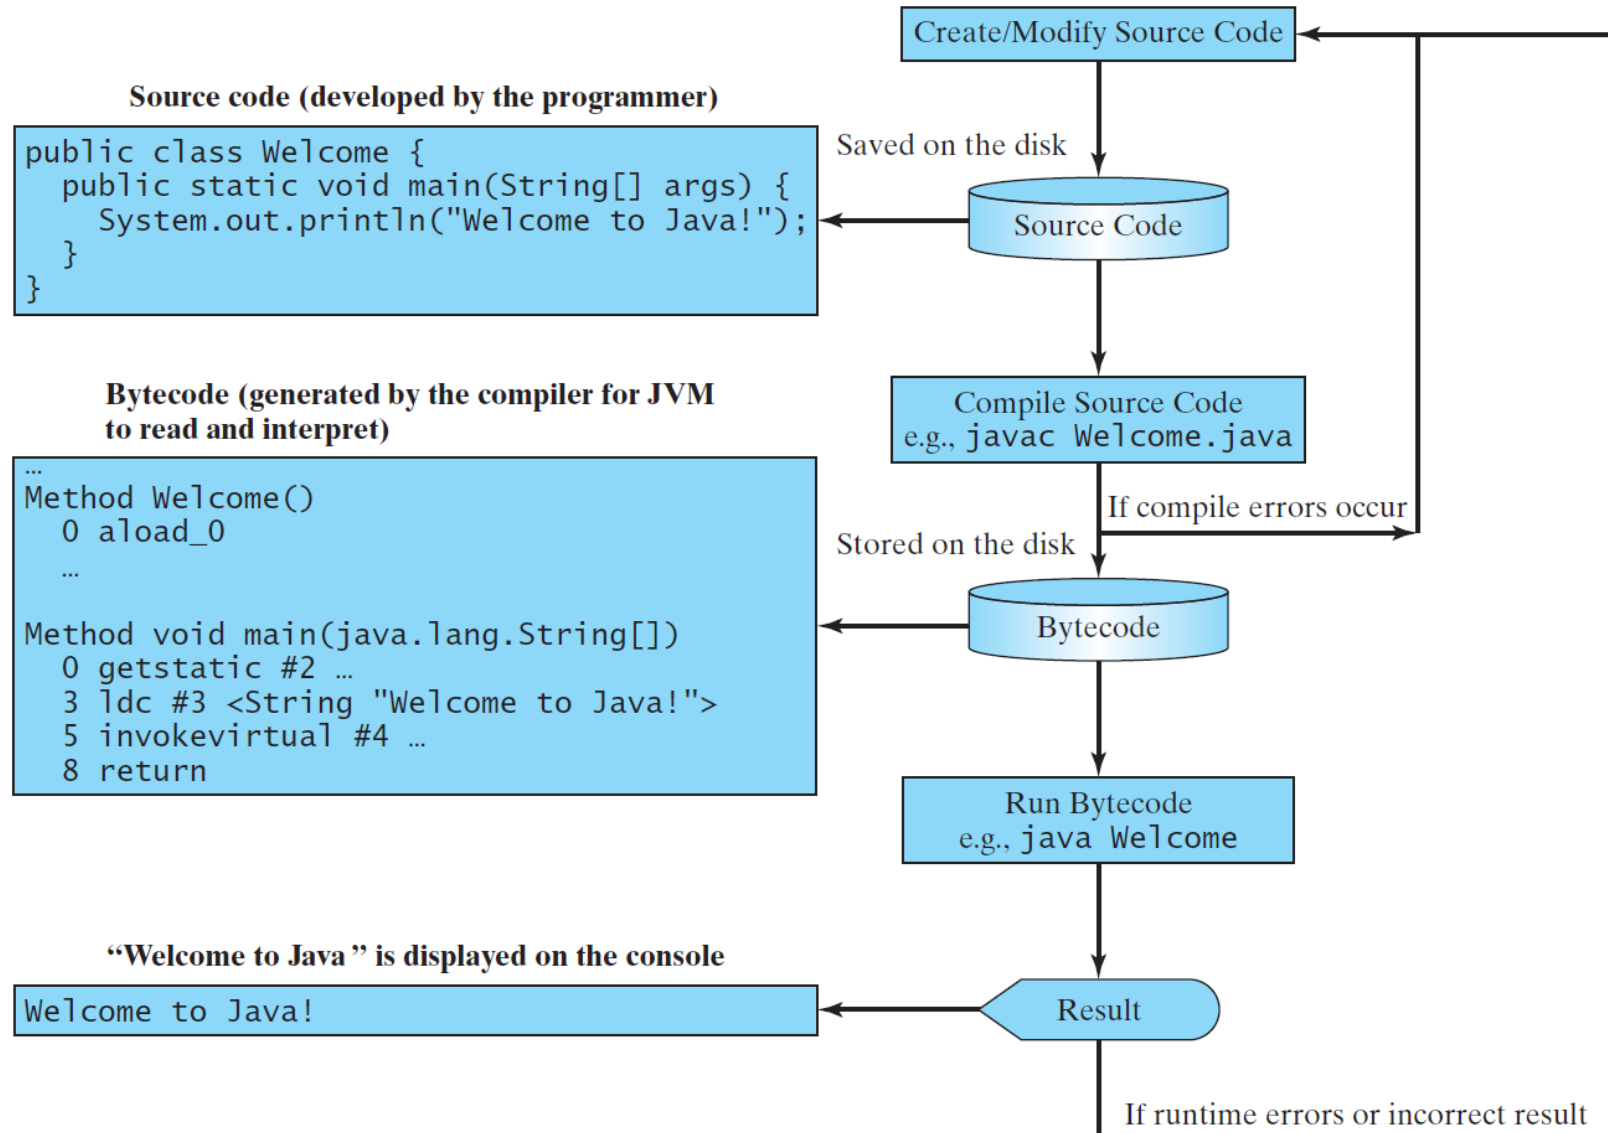 Create/Modify Source Code
Source code (developed by the programmer)
public class Welcome {
  public static void main(String[] args) {
    System.out.println("Welcome to Java!");
  }
}
Saved on the disk
Source Code
Compile Source Code
e.g., javac Welcome.java
If compile errors occur
Stored on the disk
Bytecode (generated by the compiler for JVM
to read and interpret)
…
Method Welcome()
  0 aload_0
  …
Method void main(java.lang.String[])
  0 getstatic #2 …
  3 ldc #3 <String "Welcome to Java!">
  5 invokevirtual #4 …
  8 return
Bytecode
Run Bytecode
e.g., java Welcome
“Welcome to Java” is displayed on the console
Welcome to Java!
Result
If runtime errors or incorrect result